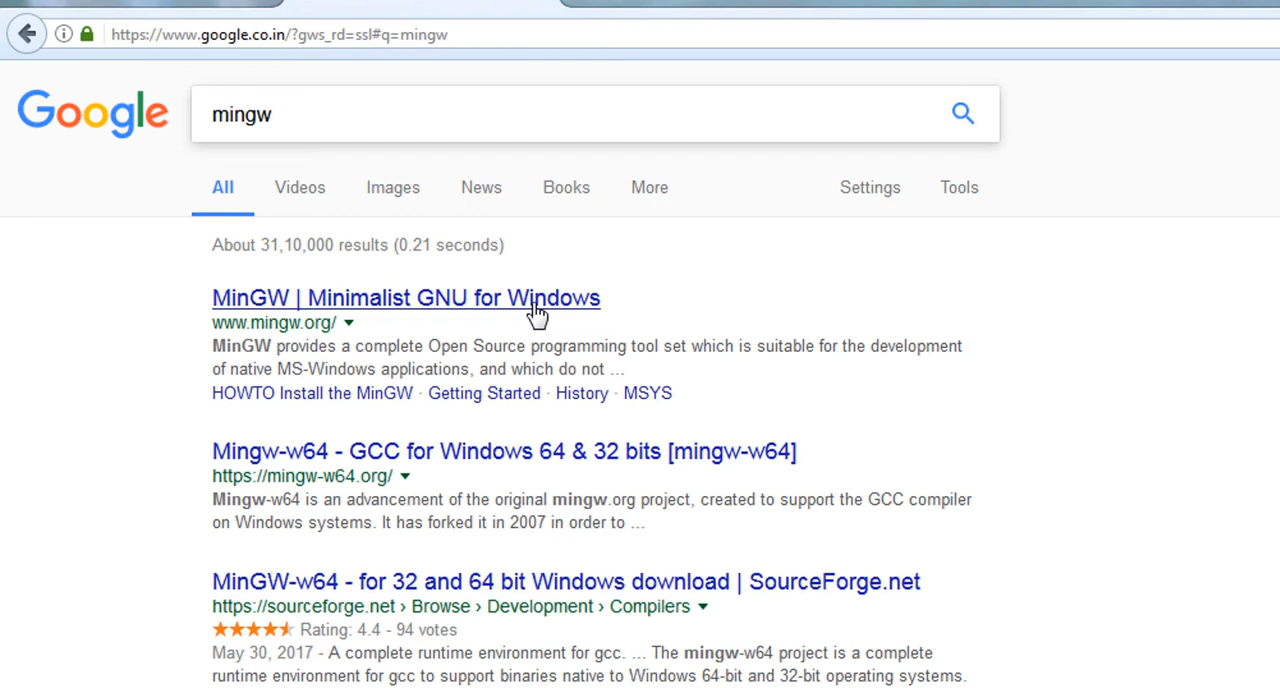 https://www.google.co.in/?gws_rd=ssl#q=mingw
Google
mingw
All Videos Images News Books More Settings Tools
About 31,10,000 results (0.21 seconds)
MinGW | Minimalist GNU for Windows
www.mingw.org/
MinGW provides a complete Open Source programming tool set which is suitable for the development
of native MS-Windows applications, and which do not ...
HOWTO Install the MinGW · Getting Started · History · MSYS
Mingw-w64 - GCC for Windows 64 & 32 bits [mingw-w64]
https://mingw-w64.org/
Mingw-w64 is an advancement of the original mingw.org project, created to support the GCC compiler
on Windows systems. It has forked it in 2007 in order to ...
MinGW-w64 - for 32 and 64 bit Windows download | SourceForge.net
https://sourceforge.net › Browse › Development › Compilers
Rating: 4.4 - 94 votes
May 30, 2017 - A complete runtime environment for gcc. ... The mingw-w64 project is a complete
runtime environment for gcc to support binaries native to Windows 64-bit and 32-bit operating systems.